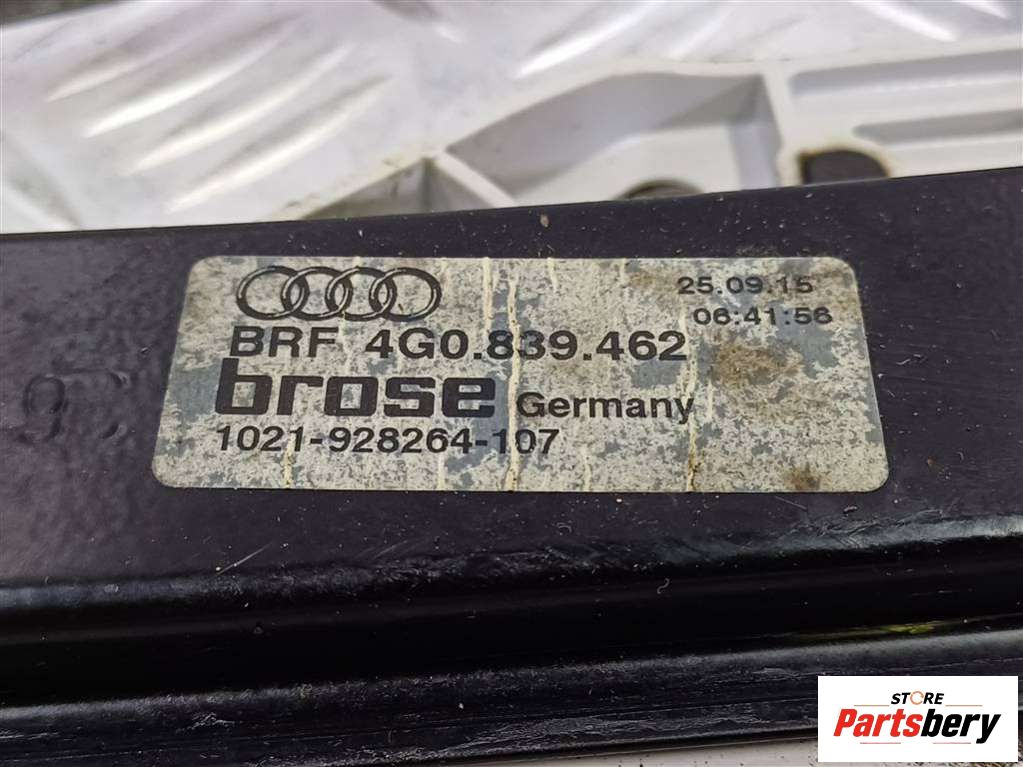 25.09.15
06:41:56
BRF 4G0.839.462
brose Germany
1021-928264-107
STORE
Partsbery